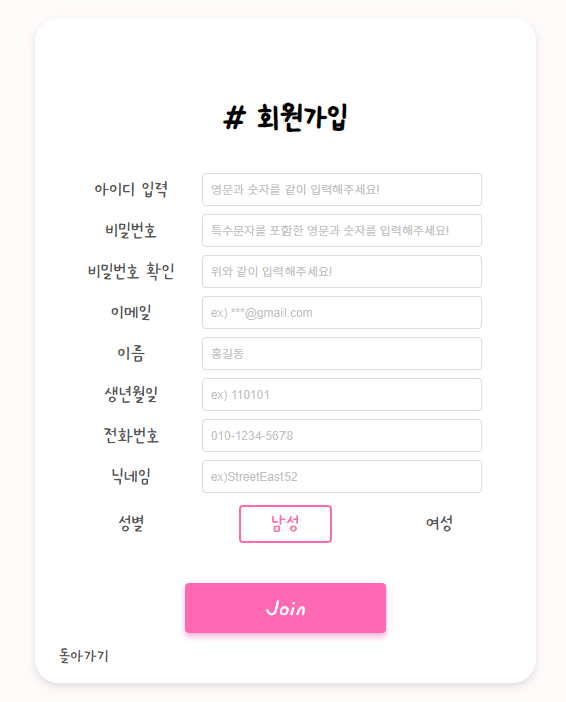 # 회원가입
아이디 입력 영문과 숫자를 같이 입력해주세요!
비밀번호 특수문자를 포함한 영문과 숫자를 입력해주세요!
비밀번호 확인 위와 같이 입력해주세요!
이메일 ex) ***@gmail.com
이름 홍길동
생년월일 ex) 110101
전화번호 010-1234-5678
닉네임 ex)StreetEast52
성별 남성 여성
Join
돌아가기